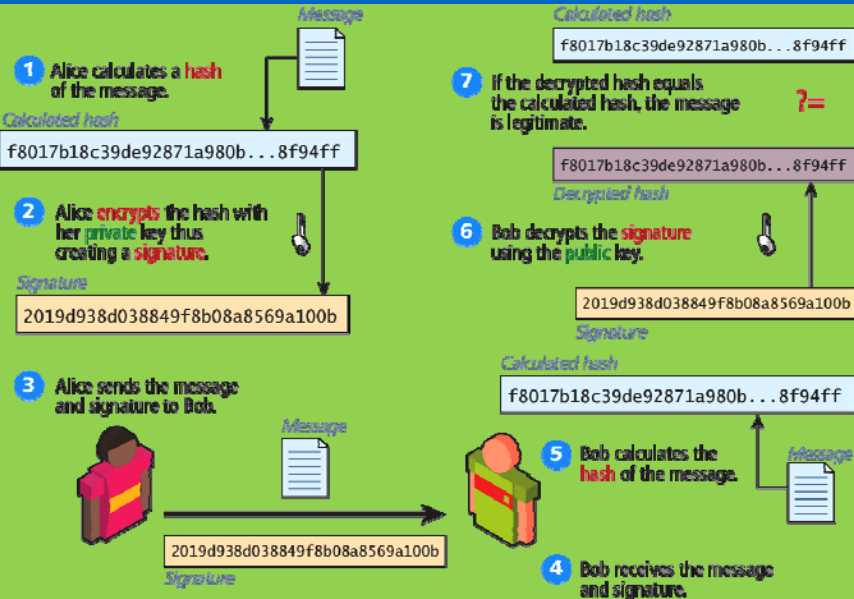 Message
1 Alice calculates a hash
of the message.
Calculated hash
f8017b18c39de92871a980b...8f94ff
2 Alice encrypts the hash with
her private key thus
creating a signature.
Signature
2019d938d038849f8b08a8569a100b
3 Alice sends the message
and signature to Bob.
Message
2019d938d038849f8b08a8569a100b
Signature
4 Bob receives the message
and signature.
Message
5 Bob calculates the
hash of the message.
Calculated hash
f8017b18c39de92871a980b...8f94ff
Signature
2019d938d038849f8b08a8569a100b
6 Bob decrypts the signature
using the public key.
Decrypted hash
f8017b18c39de92871a980b...8f94ff
7 If the decrypted hash equals
the calculated hash, the message
is legitimate.
?=
Calculated hash
f8017b18c39de92871a980b...8f94ff